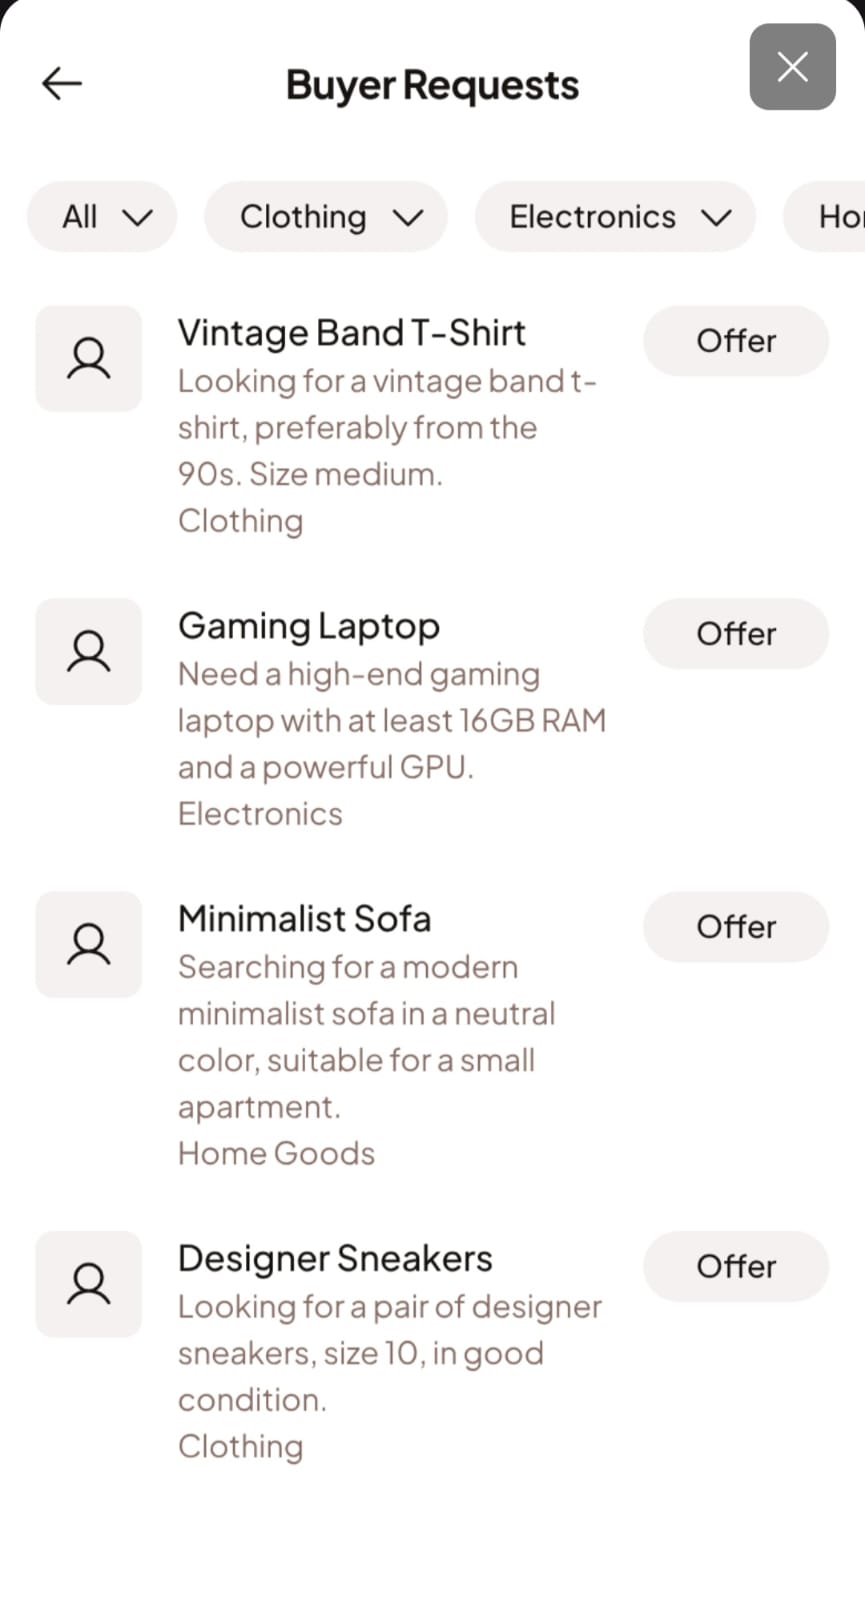 Buyer Requests
All
Clothing
Electronics
Hor
Vintage Band T-Shirt
Offer
Looking for a vintage band t-
shirt, preferably from the
90s. Size medium.
Clothing
Gaming Laptop
Offer
Need a high-end gaming
laptop with at least 16GB RAM
and a powerful GPU.
Electronics
Minimalist Sofa
Offer
Searching for a modern
minimalist sofa in a neutral
color, suitable for a small
apartment.
Home Goods
Designer Sneakers
Offer
Looking for a pair of designer
sneakers, size 10, in good
condition.
Clothing